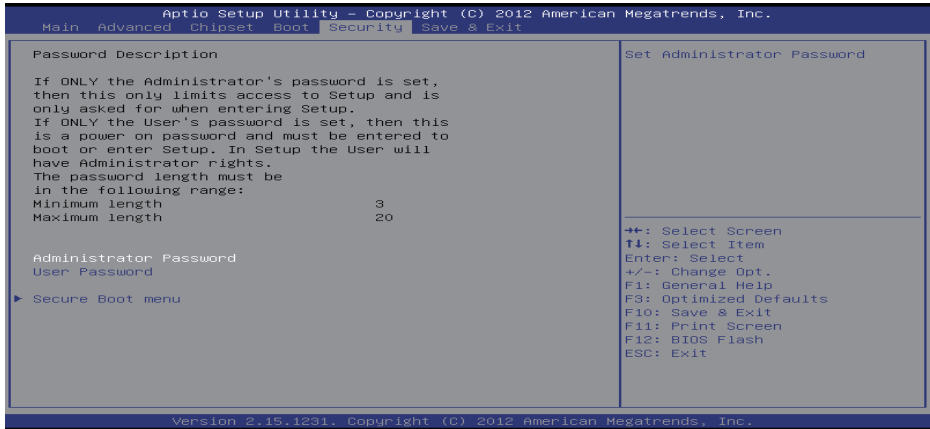 Aptio Setup Utility – Copyright (C) 2012 American Megatrends, Inc.
Main Advanced Chipset Boot Security Save & Exit
Password Description
If ONLY the Administrator's password is set,
then this only limits access to Setup and is
only asked for when entering Setup.
If ONLY the User's password is set, then this
is a power on password and must be entered to
boot or enter Setup. In Setup the User will
have Administrator rights.
The password length must be
in the following range:
Minimum length 3
Maximum length 20
Administrator Password
User Password
► Secure Boot menu
Set Administrator Password
→←: Select Screen
↑↓: Select Item
Enter: Select
+/-: Change Opt.
F1: General Help
F3: Optimized Defaults
F10: Save & Exit
F11: Print Screen
F12: BIOS Flash
ESC: Exit
Version 2.15.1231. Copyright (C) 2012 American Megatrends, Inc.